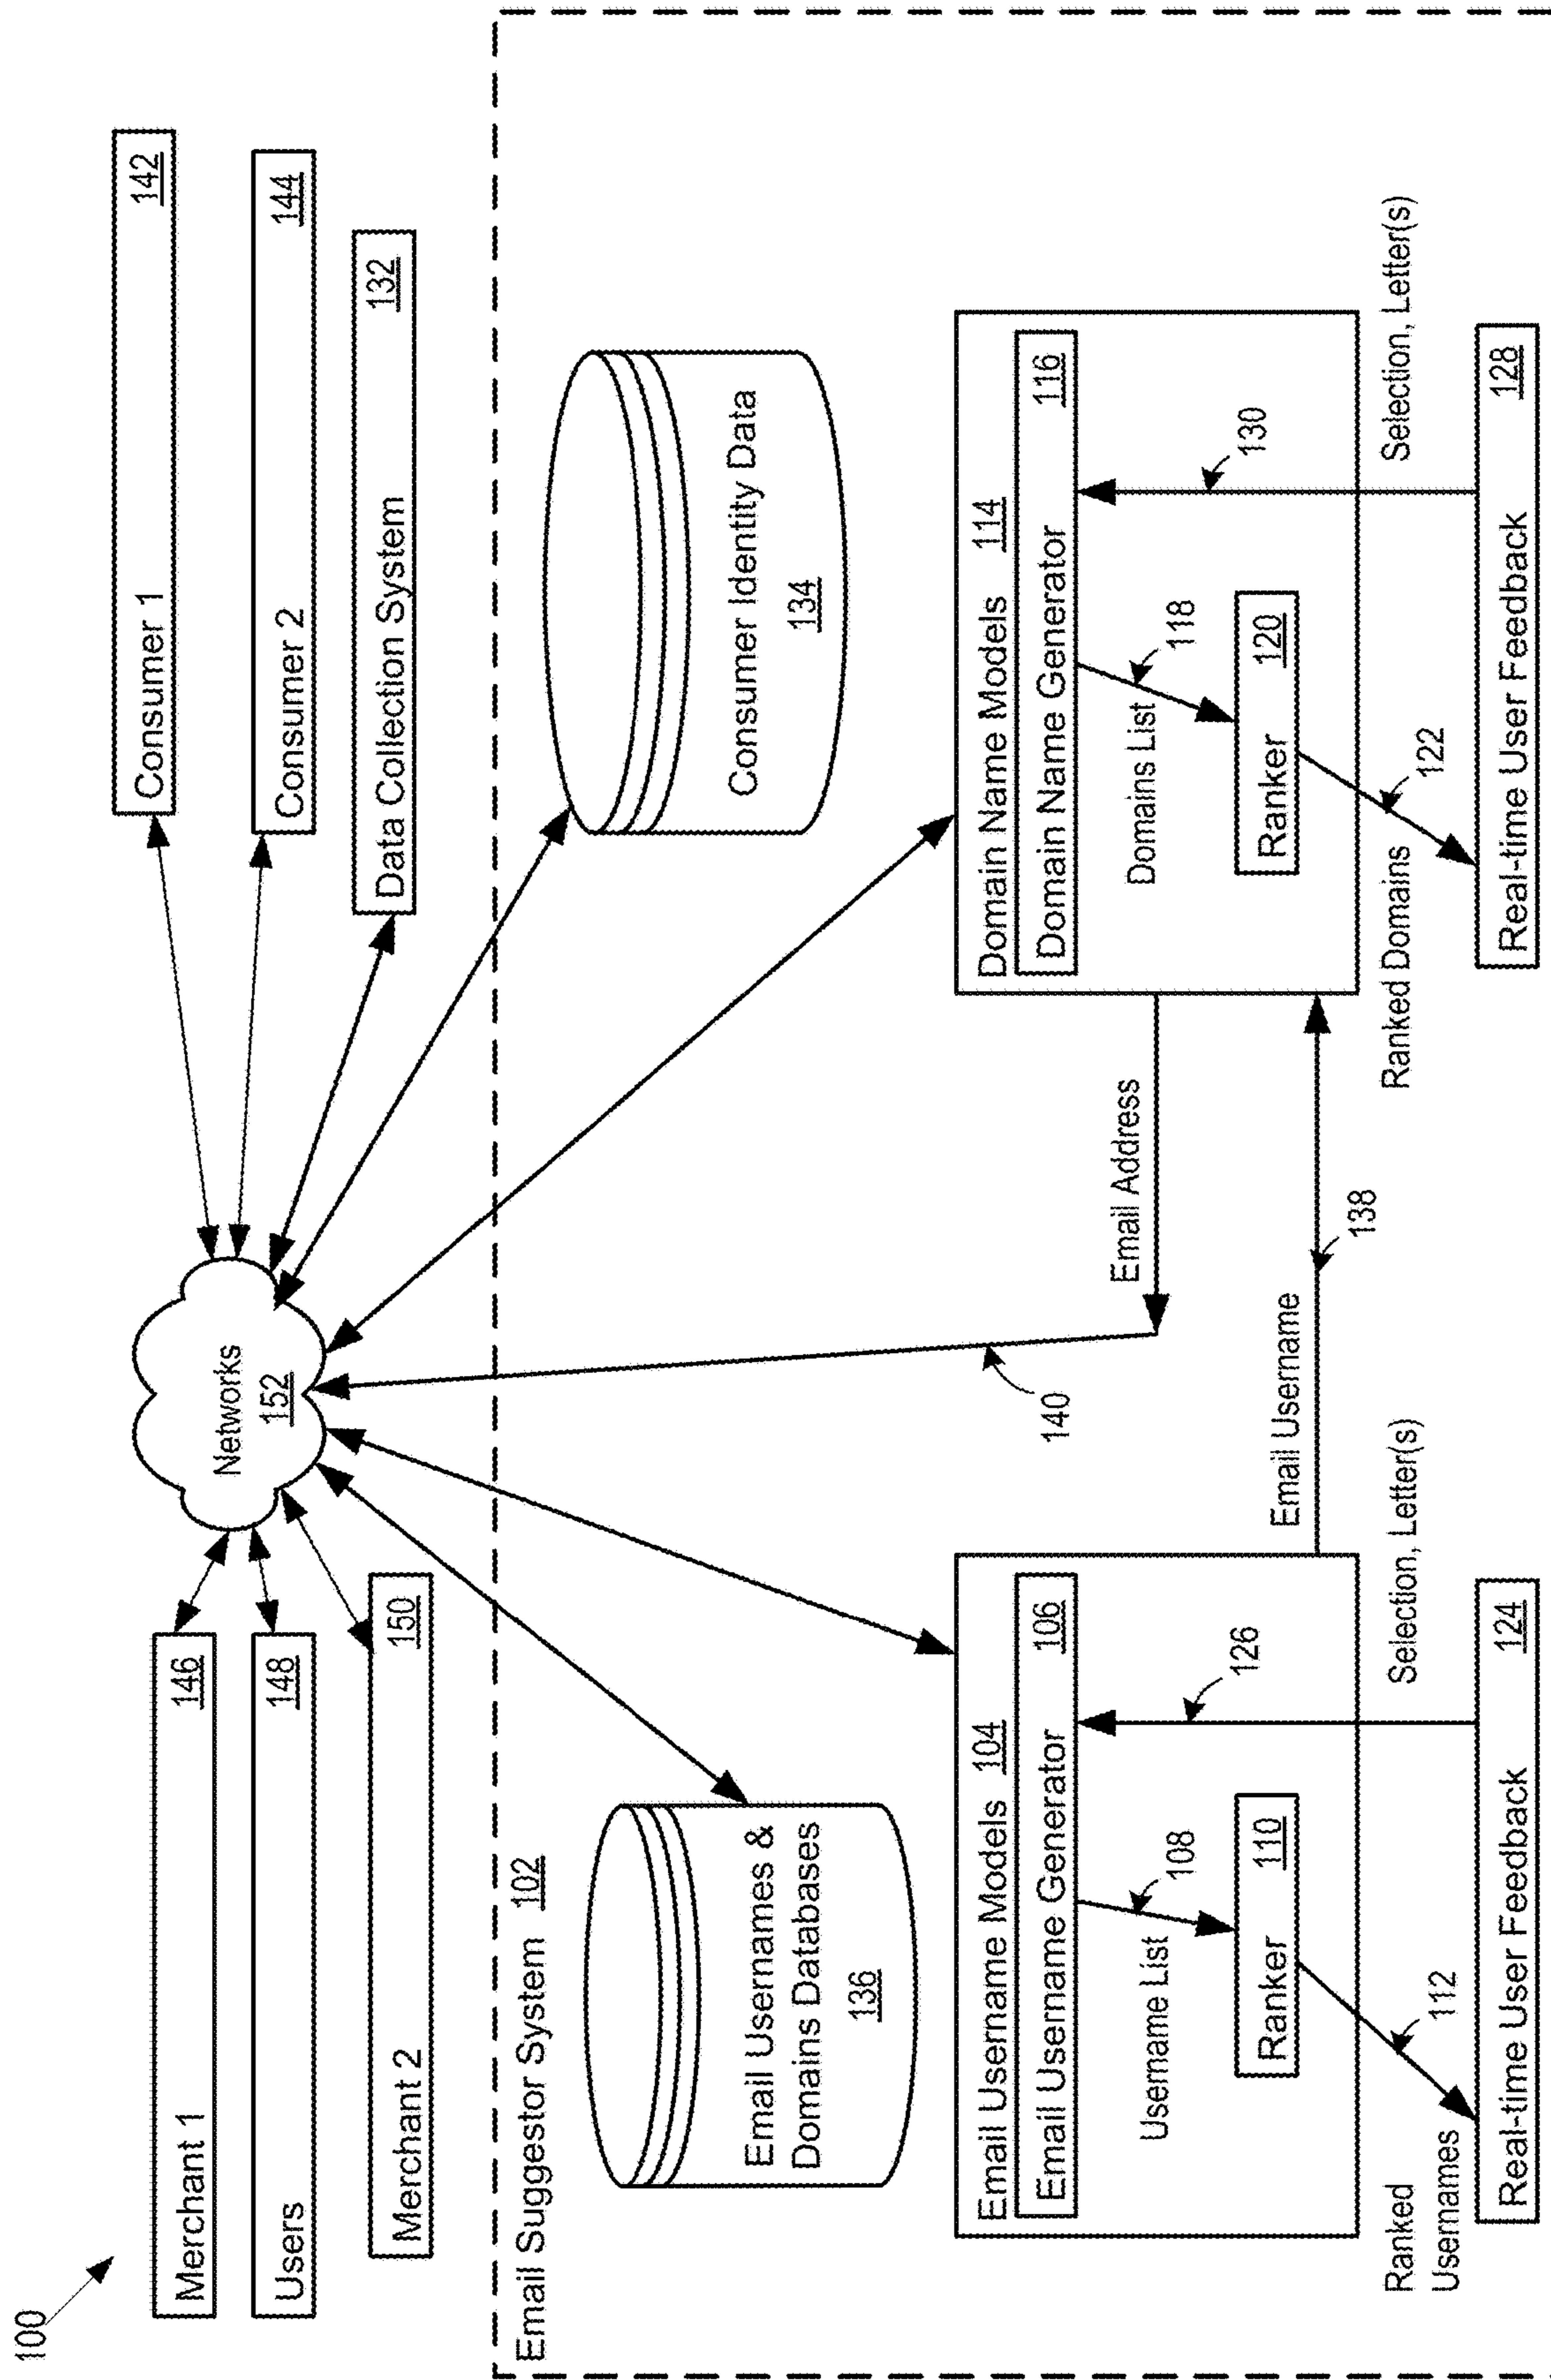 100
Merchant 1 146
Users 148
Merchant 2 150
Networks
152
Consumer 1 142
Consumer 2 144
Data Collection System 132
Email Suggestor System 102
Email Usernames &
Domains Databases
136
Consumer Identity Data
134
Email Username Models 104
Email Username Generator 106
Username List
108
126
Ranker 110
Ranked
Usernames
112
Selection, Letter(s)
Real-time User Feedback 124
140
Email Address
Email Username
138
Domain Name Models 114
Domain Name Generator 116
Domains List
118
130
Ranker 120
Ranked Domains
122
Selection, Letter(s)
Real-time User Feedback 128